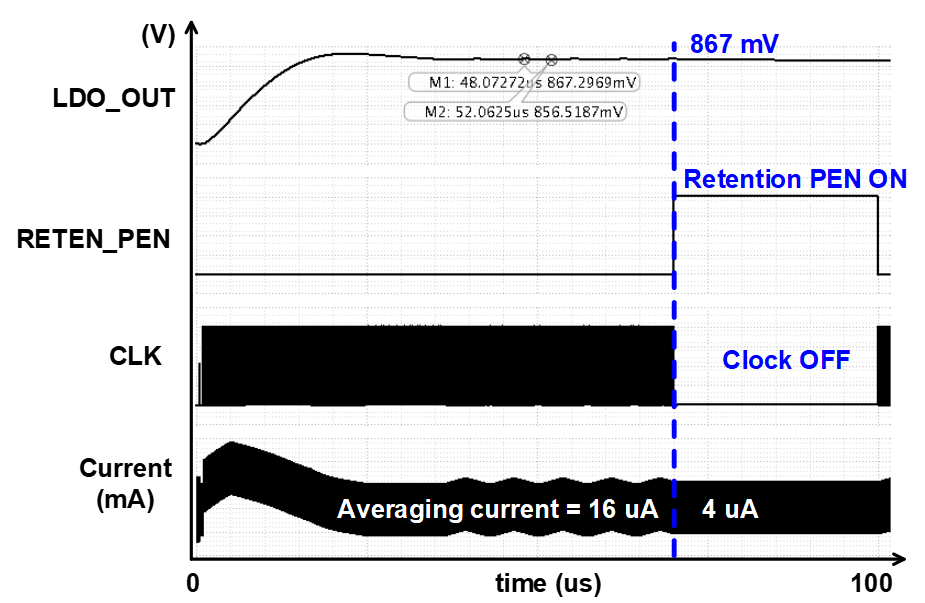 (V)
867 mV
LDO_OUT
M1: 48.07272us 867.2969mV
M2: 52.0625us 856.5187mV
Retention PEN ON
RETEN_PEN
CLK
Clock OFF
Current
(mA)
Averaging current = 16 uA
4 uA
0
time (us)
100